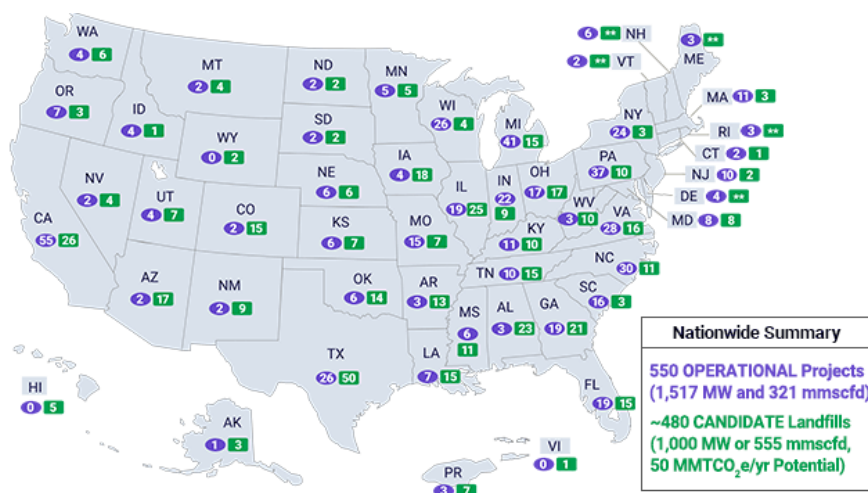 WA
4 6
OR
7 3
ID
4 1
MT
2 4
ND
2 2
MN
5 5
SD
2 2
WY
0 2
NV
2 4
UT
4 7
CA
55 26
CO
2 15
NE
6 6
KS
6 7
IA
4 18
MO
15 7
WI
26 4
MI
41 15
IL
19 25
IN
22
9
OH
17 17
KY
11 10
WV
3 10
VA
28 16
PA
37 10
NY
24 3
6 ** NH
2 ** VT
3 **
ME
MA 11 3
RI 3 **
CT 2 1
NJ 10 2
DE 4 **
MD 8 8
NC
30 11
SC
16 3
TN 10 15
AZ
2 17
NM
2 9
OK
6 14
AR
3 13
MS
6
11
AL
3 23
GA
19 21
TX
26 50
LA
7 15
FL
19 15
HI
0 5
AK
1 3
VI
0 1
PR
3 7
Nationwide Summary
550 OPERATIONAL Projects
(1,517 MW and 321 mmscfd)
~480 CANDIDATE Landfills
(1,000 MW or 555 mmscfd,
50 MMTCO₂e/yr Potential)